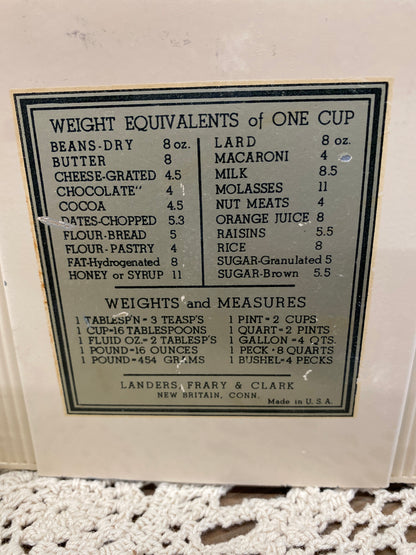 WEIGHT EQUIVALENTS of ONE CUP
BEANS-DRY 8 oz.
BUTTER 8
CHEESE-GRATED 4.5
CHOCOLATE" 4
COCOA 4.5
DATES-CHOPPED 5.3
FLOUR-BREAD 5
FLOUR-PASTRY 4
FAT-Hydrogenated 8
HONEY or SYRUP 11
LARD 8 oz.
MACARONI 4
MILK 8.5
MOLASSES 11
NUT MEATS 4
ORANGE JUICE 8
RAISINS 5.5
RICE 8
SUGAR-Granulated 5
SUGAR-Brown 5.5
WEIGHTS and MEASURES
1 TABLESP'N=3 TEASP'S
1 CUP=16 TABLESPOONS
1 FLUID OZ.=2 TABLESP'S
1 POUND=16 OUNCES
1 POUND=454 GRAMS
1 PINT=2 CUPS
1 QUART=2 PINTS
1 GALLON=4 QTS.
1 PECK=8 QUARTS
1 BUSHEL=4 PECKS
LANDERS, FRARY & CLARK
NEW BRITAIN, CONN.
Made in U.S.A.